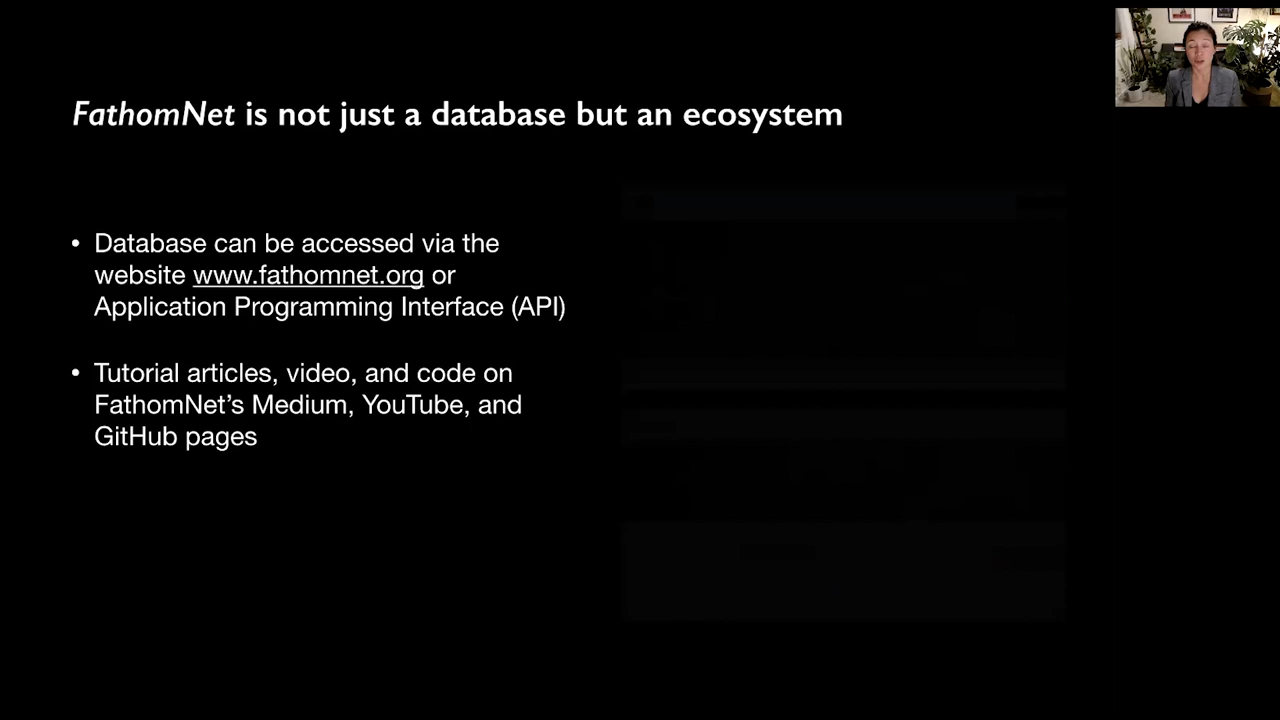 FathomNet is not just a database but an ecosystem
• Database can be accessed via the
website www.fathomnet.org or
Application Programming Interface (API)
• Tutorial articles, video, and code on
FathomNet’s Medium, YouTube, and
GitHub pages